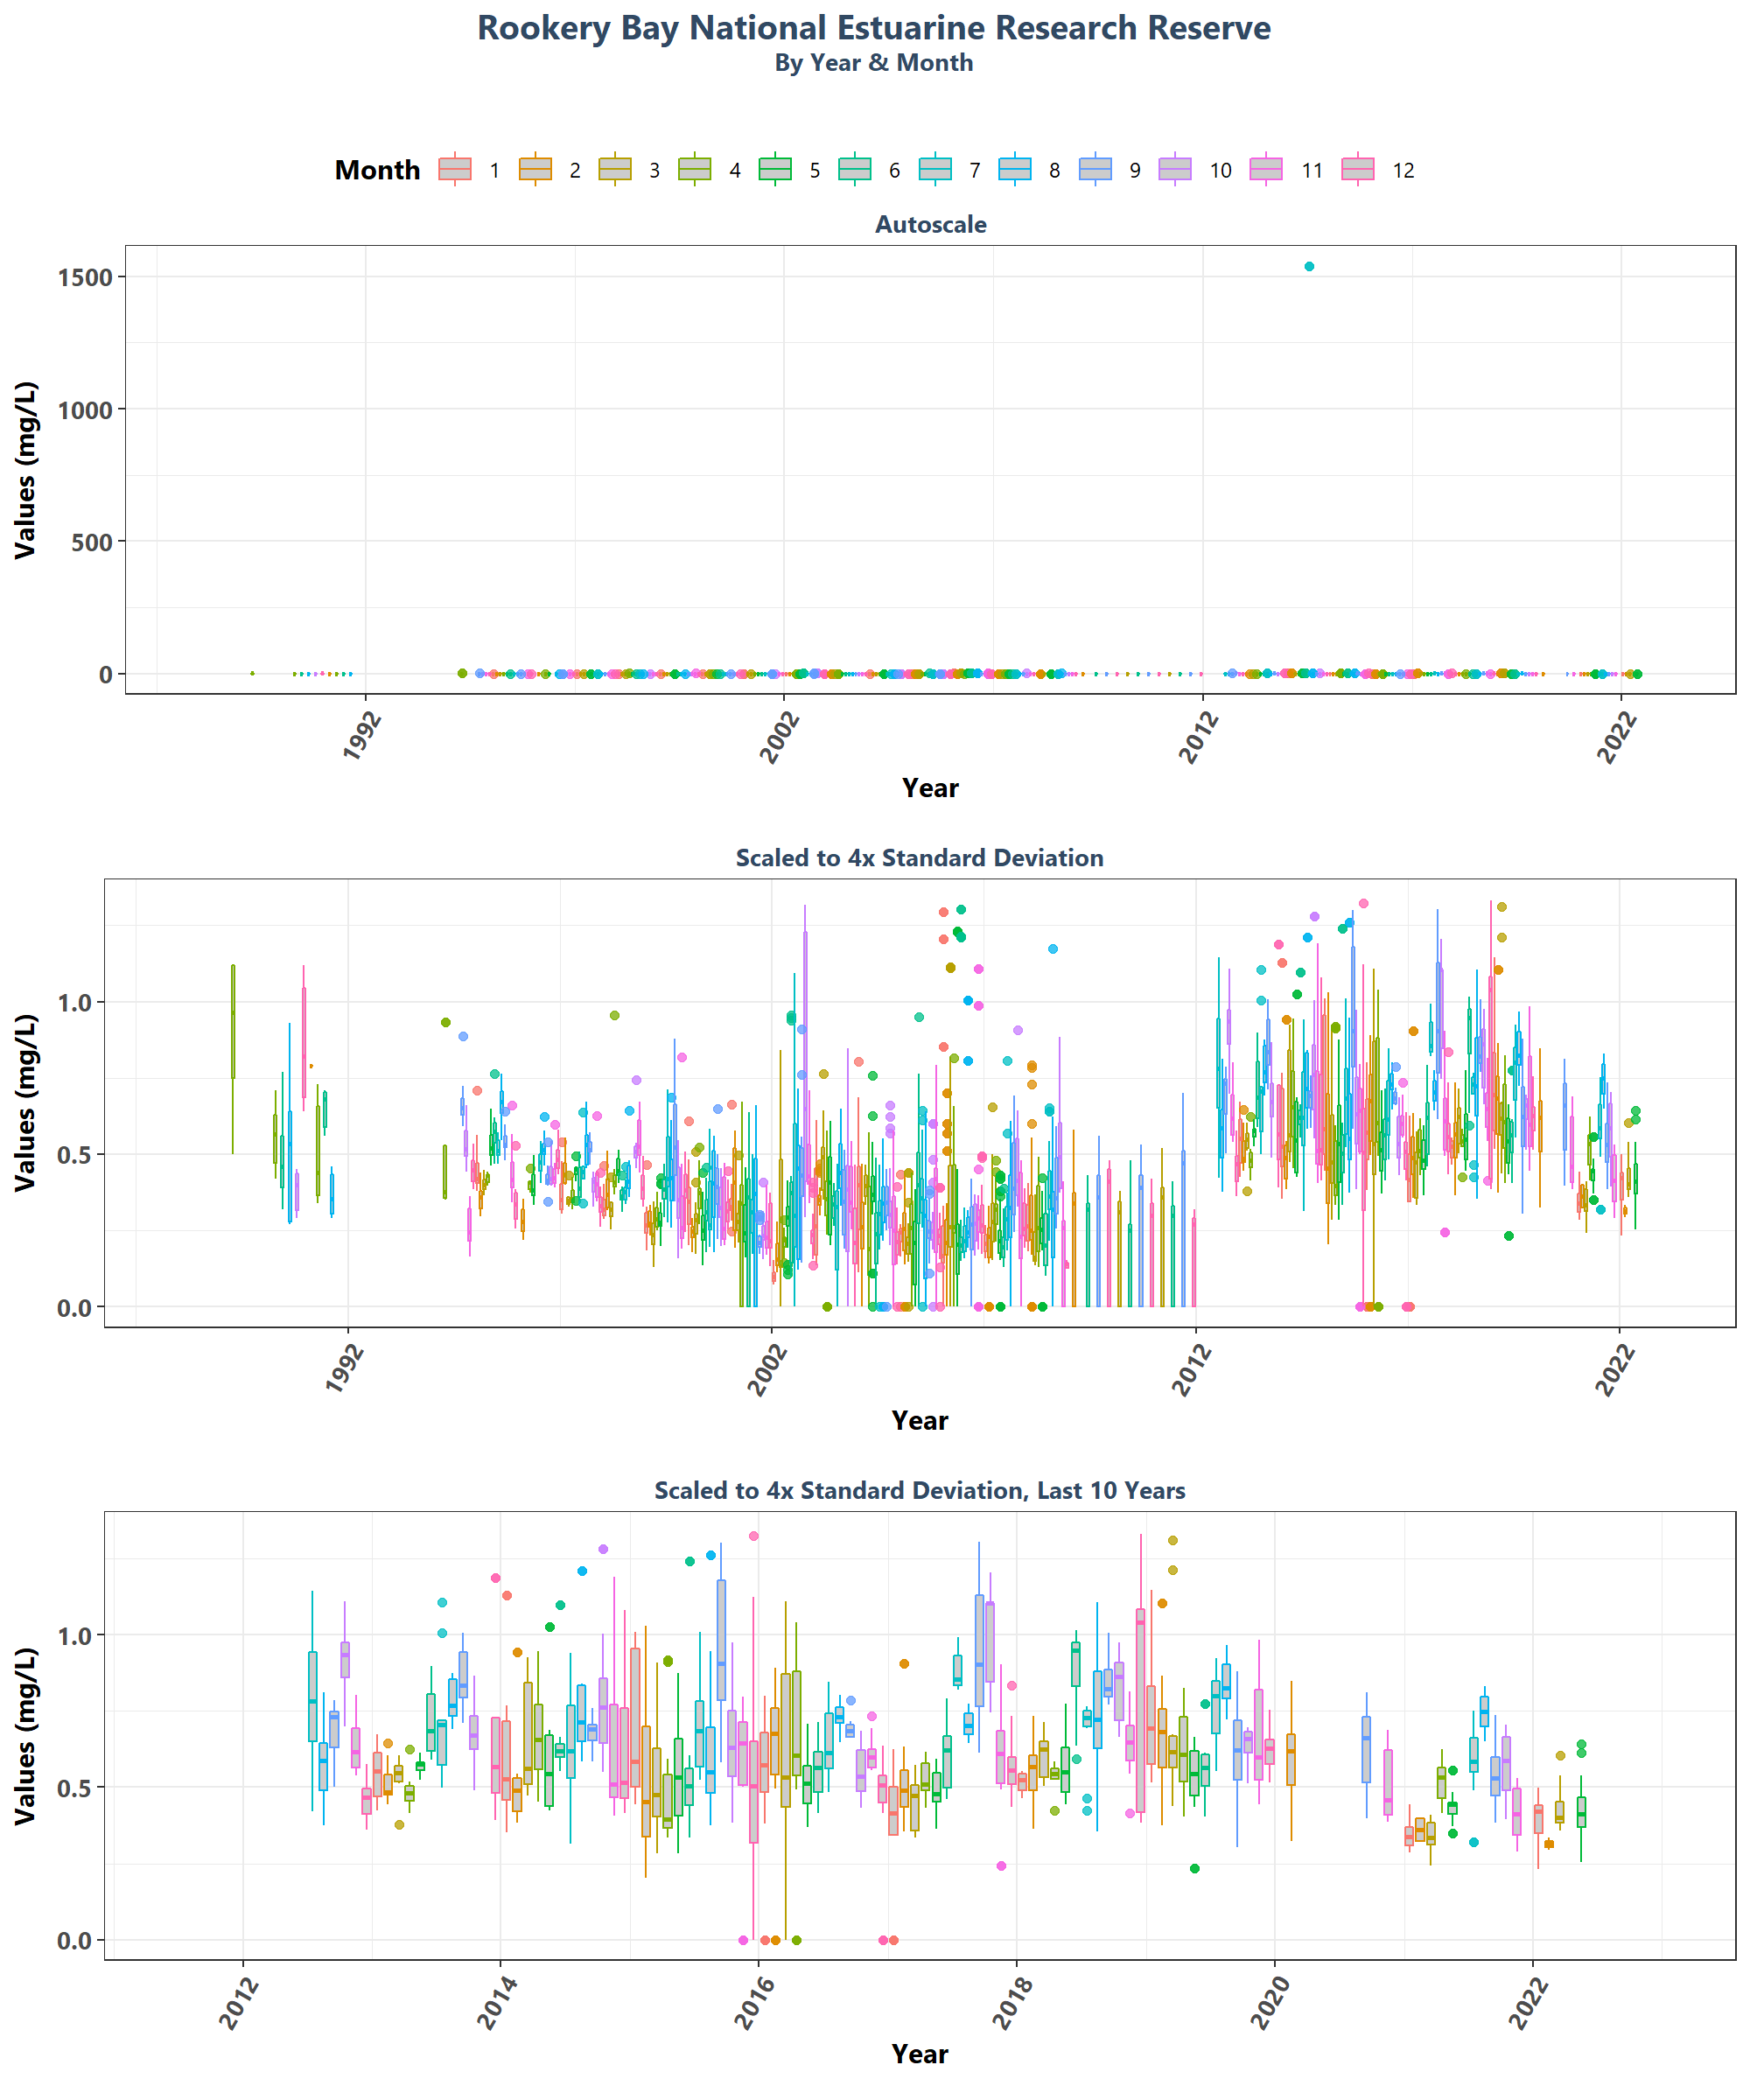 Rookery Bay National Estuarine Research Reserve
By Year & Month
Month 1 2 3 4 5 6 7 8 9 10 11 12
Autoscale
Values (mg/L)
1500
1000
500
0
1992 2002 2012 2022
Year
Scaled to 4x Standard Deviation
Values (mg/L)
1.0
0.5
0.0
1992 2002 2012 2022
Year
Scaled to 4x Standard Deviation, Last 10 Years
Values (mg/L)
1.0
0.5
0.0
2012 2014 2016 2018 2020 2022
Year